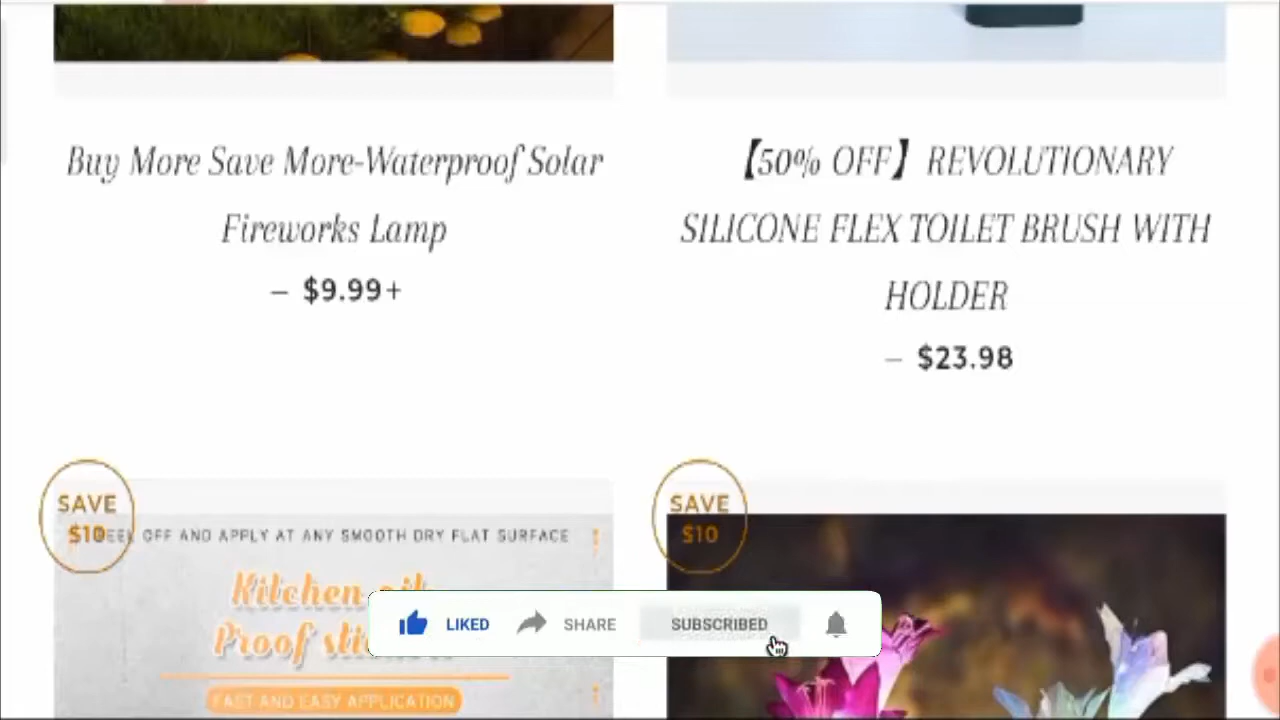 Buy More Save More-Waterproof Solar
Fireworks Lamp
– $9.99+
【50% OFF】REVOLUTIONARY
SILICONE FLEX TOILET BRUSH WITH
HOLDER
– $23.98
SAVE
$10
OFF AND APPLY AT ANY SMOOTH DRY FLAT SURFACE
Kitchen
Proof
FAST AND EASY APPLICATION
SAVE
$10
LIKED
SHARE
SUBSCRIBED